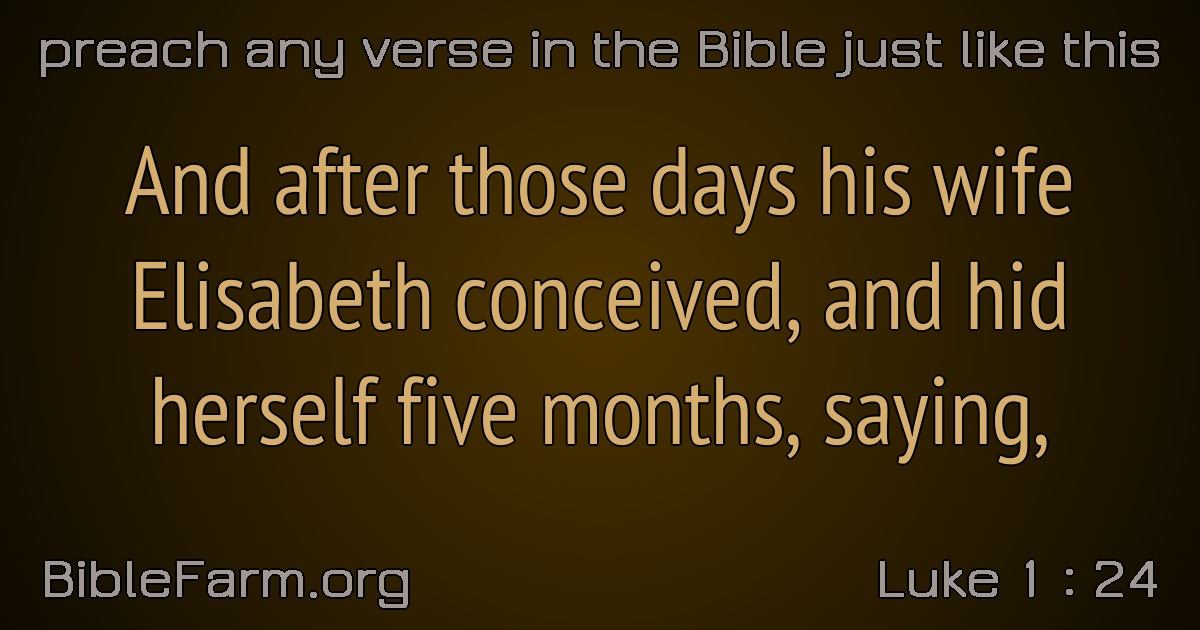 preach any verse in the Bible just like this
And after those days his wife
Elisabeth conceived, and hid
herself five months, saying,
BibleFarm.org
Luke 1 : 24